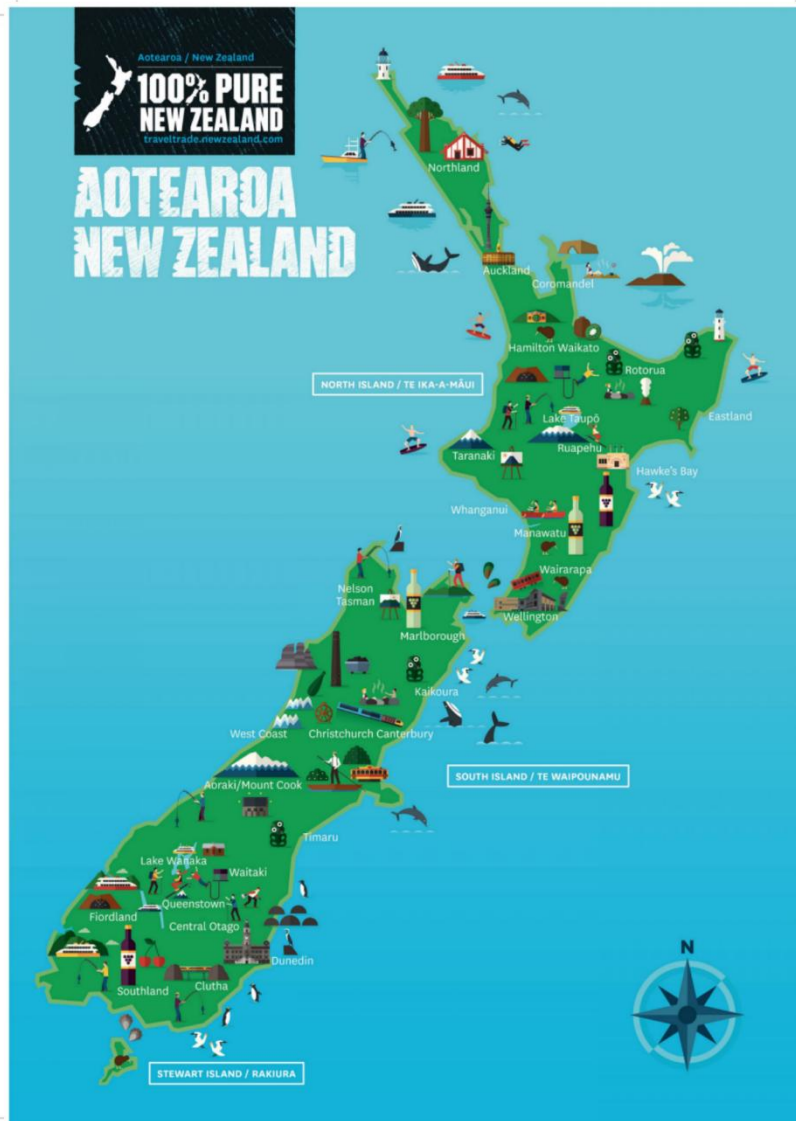 Aotearoa / New Zealand
100% PURE
NEW ZEALAND
traveltrade.newzealand.com
AOTEAROA
NEW ZEALAND
Northland
Auckland
Coromandel
Hamilton Waikato
NORTH ISLAND / TE IKA-A-MĀUI
Rotorua
Lake Taupō
Eastland
Ruapehu
Taranaki
Hawke's Bay
Whanganui
Manawatu
Wairarapa
Wellington
Nelson
Tasman
Marlborough
Kaikoura
West Coast
Christchurch Canterbury
SOUTH ISLAND / TE WAIPOUNAMU
Aoraki/Mount Cook
Timaru
Lake Wanaka
Waitaki
Queenstown
Fiordland
Central Otago
Dunedin
Clutha
Southland
N
STEWART ISLAND / RAKIURA